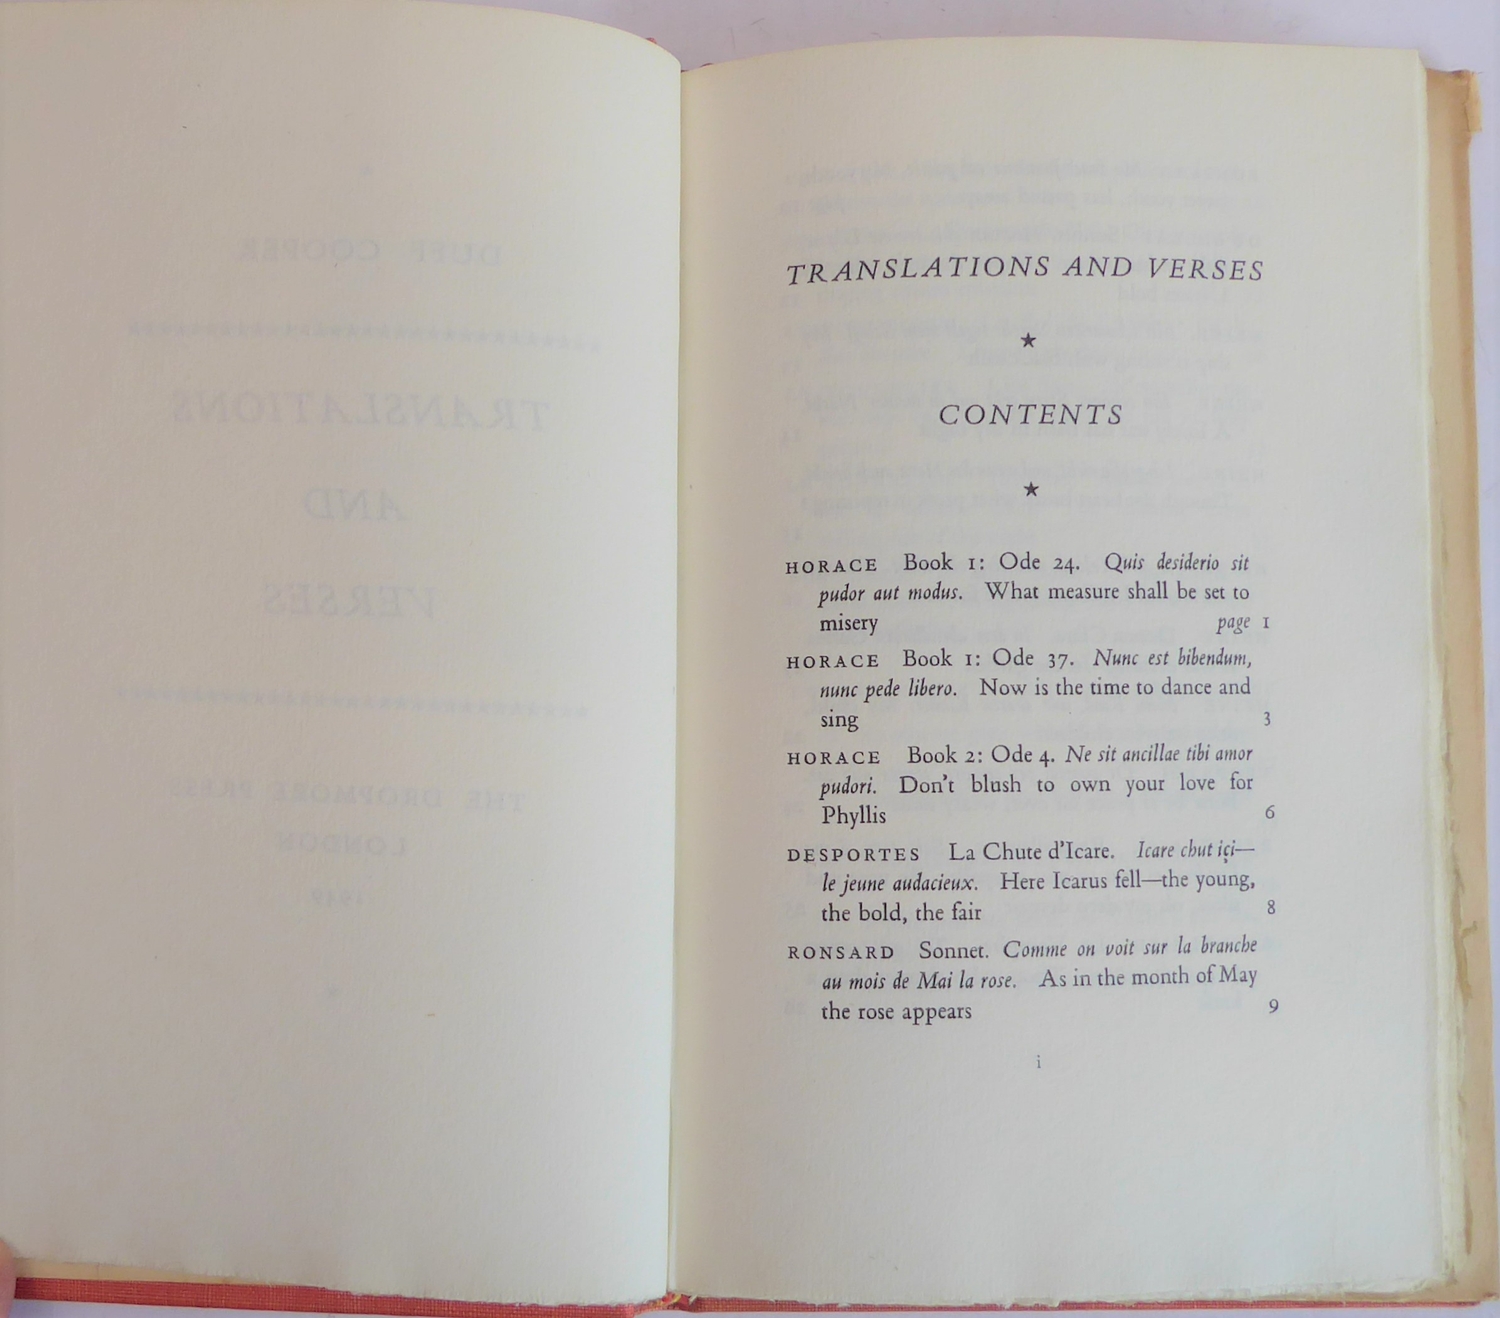 TRANSLATIONS AND VERSES
★
CONTENTS
★
HORACE Book 1: Ode 24. Quis desiderio sit
pudor aut modus. What measure shall be set to
misery page 1
HORACE Book 1: Ode 37. Nunc est bibendum,
nunc pede libero. Now is the time to dance and
sing 3
HORACE Book 2: Ode 4. Ne sit ancillae tibi amor
pudori. Don't blush to own your love for
Phyllis 6
DESPORTES La Chute d'Icare. Icare chut içi—
le jeune audacieux. Here Icarus fell—the young,
the bold, the fair 8
RONSARD Sonnet. Comme on voit sur la branche
au mois de Mai la rose. As in the month of May
the rose appears 9
i